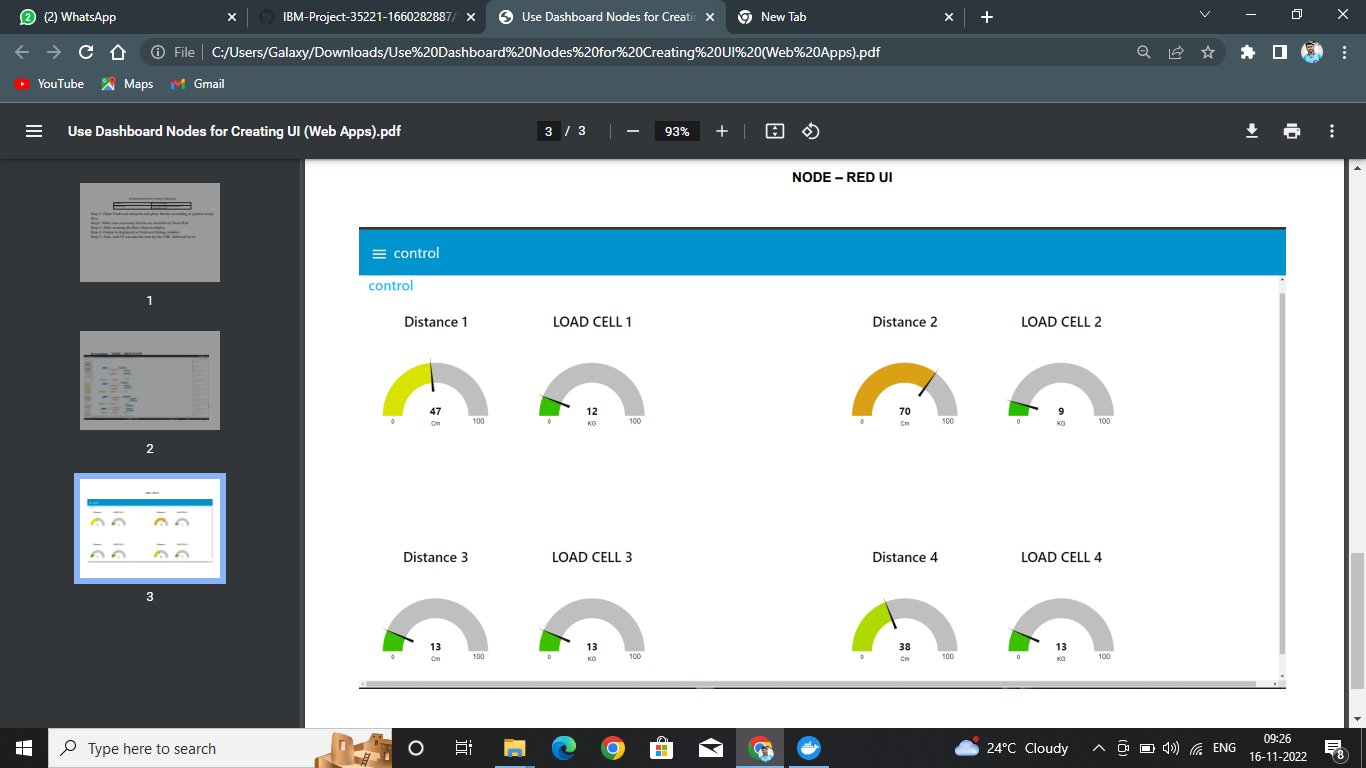 (2) WhatsApp
IBM-Project-35221-1660282887/
Use Dashboard Nodes for Creatin
New Tab
File
C:/Users/Galaxy/Downloads/Use%20Dashboard%20Nodes%20for%20Creating%20UI%20(Web%20Apps).pdf
YouTube
Maps
Gmail
Use Dashboard Nodes for Creating UI (Web Apps).pdf
3 / 3
93%
1
2
3
NODE – RED UI
control
control
Distance 1
LOAD CELL 1
Distance 2
LOAD CELL 2
47
0 Cm 100
12
0 KG 100
70
0 Cm 100
9
0 KG 100
Distance 3
LOAD CELL 3
Distance 4
LOAD CELL 4
13
0 Cm 100
13
0 KG 100
38
0 Cm 100
13
0 KG 100
Type here to search
24°C Cloudy
ENG
09:26
16-11-2022
8